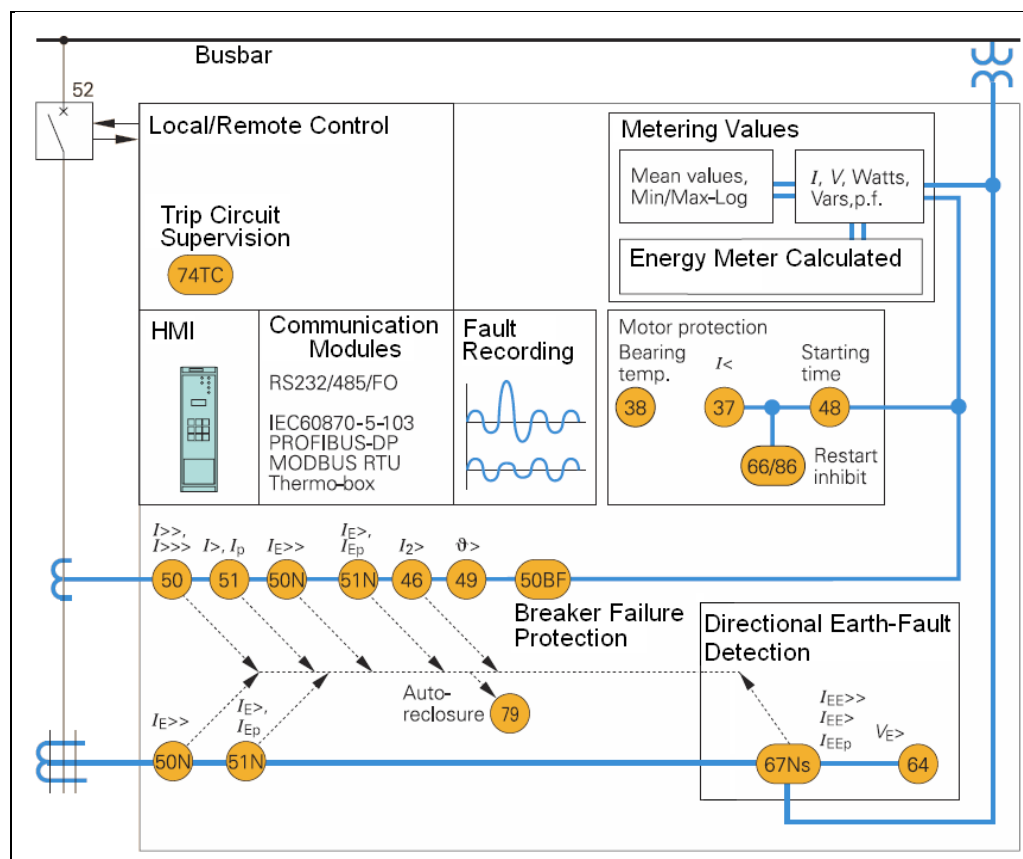 Busbar
52
Local/Remote Control
Trip Circuit
Supervision
74TC
Metering Values
Mean values,
Min/Max-Log
I, V, Watts,
Vars,p.f.
Energy Meter Calculated
HMI
Communication
Modules
RS232/485/FO
IEC60870-5-103
PROFIBUS-DP
MODBUS RTU
Thermo-box
Fault
Recording
Motor protection
Bearing
temp.
I<
Starting
time
38
37
48
66/86
Restart
inhibit
I>>,
I>>>
I>, Ip
IE>>
IE>,
IEp
I2>
ϑ>
50
51
50N
51N
46
49
50BF
Breaker Failure
Protection
Directional Earth-Fault
Detection
Auto-
reclosure
79
IE>>
IE>,
IEp
50N
51N
IEE>>
IEE>
IEEp
VE>
67Ns
64